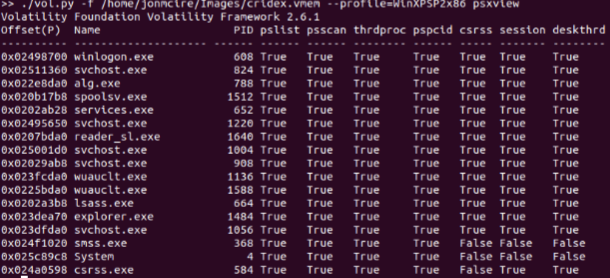 >> ./vol.py -f /home/jonmcire/Images/cridex.vmem --profile=WinXPSP2x86 psxview
Volatility Foundation Volatility Framework 2.6.1
Offset(P) Name PID pslist psscan thrdproc pspcid csrss session deskthrd
---------- -------------------- ------ ------ ------ -------- ------ ----- ------- --------
0x02498700 winlogon.exe 608 True True True True True True True
0x02511360 svchost.exe 824 True True True True True True True
0x022e8da0 alg.exe 788 True True True True True True True
0x020b17b8 spoolsv.exe 1512 True True True True True True True
0x0202ab28 services.exe 652 True True True True True True True
0x02495650 svchost.exe 1220 True True True True True True True
0x0207bda0 reader_sl.exe 1640 True True True True True True True
0x025001d0 svchost.exe 1004 True True True True True True True
0x02029ab8 svchost.exe 908 True True True True True True True
0x023fcda0 wuauclt.exe 1136 True True True True True True True
0x0225bda0 wuauclt.exe 1588 True True True True True True True
0x0202a3b8 lsass.exe 664 True True True True True True True
0x023dea70 explorer.exe 1484 True True True True True True True
0x023dfda0 svchost.exe 1056 True True True True True True True
0x024f1020 smss.exe 368 True True True True False False False
0x025c89c8 System 4 True True True True False False False
0x024a0598 csrss.exe 584 True True True True False True True